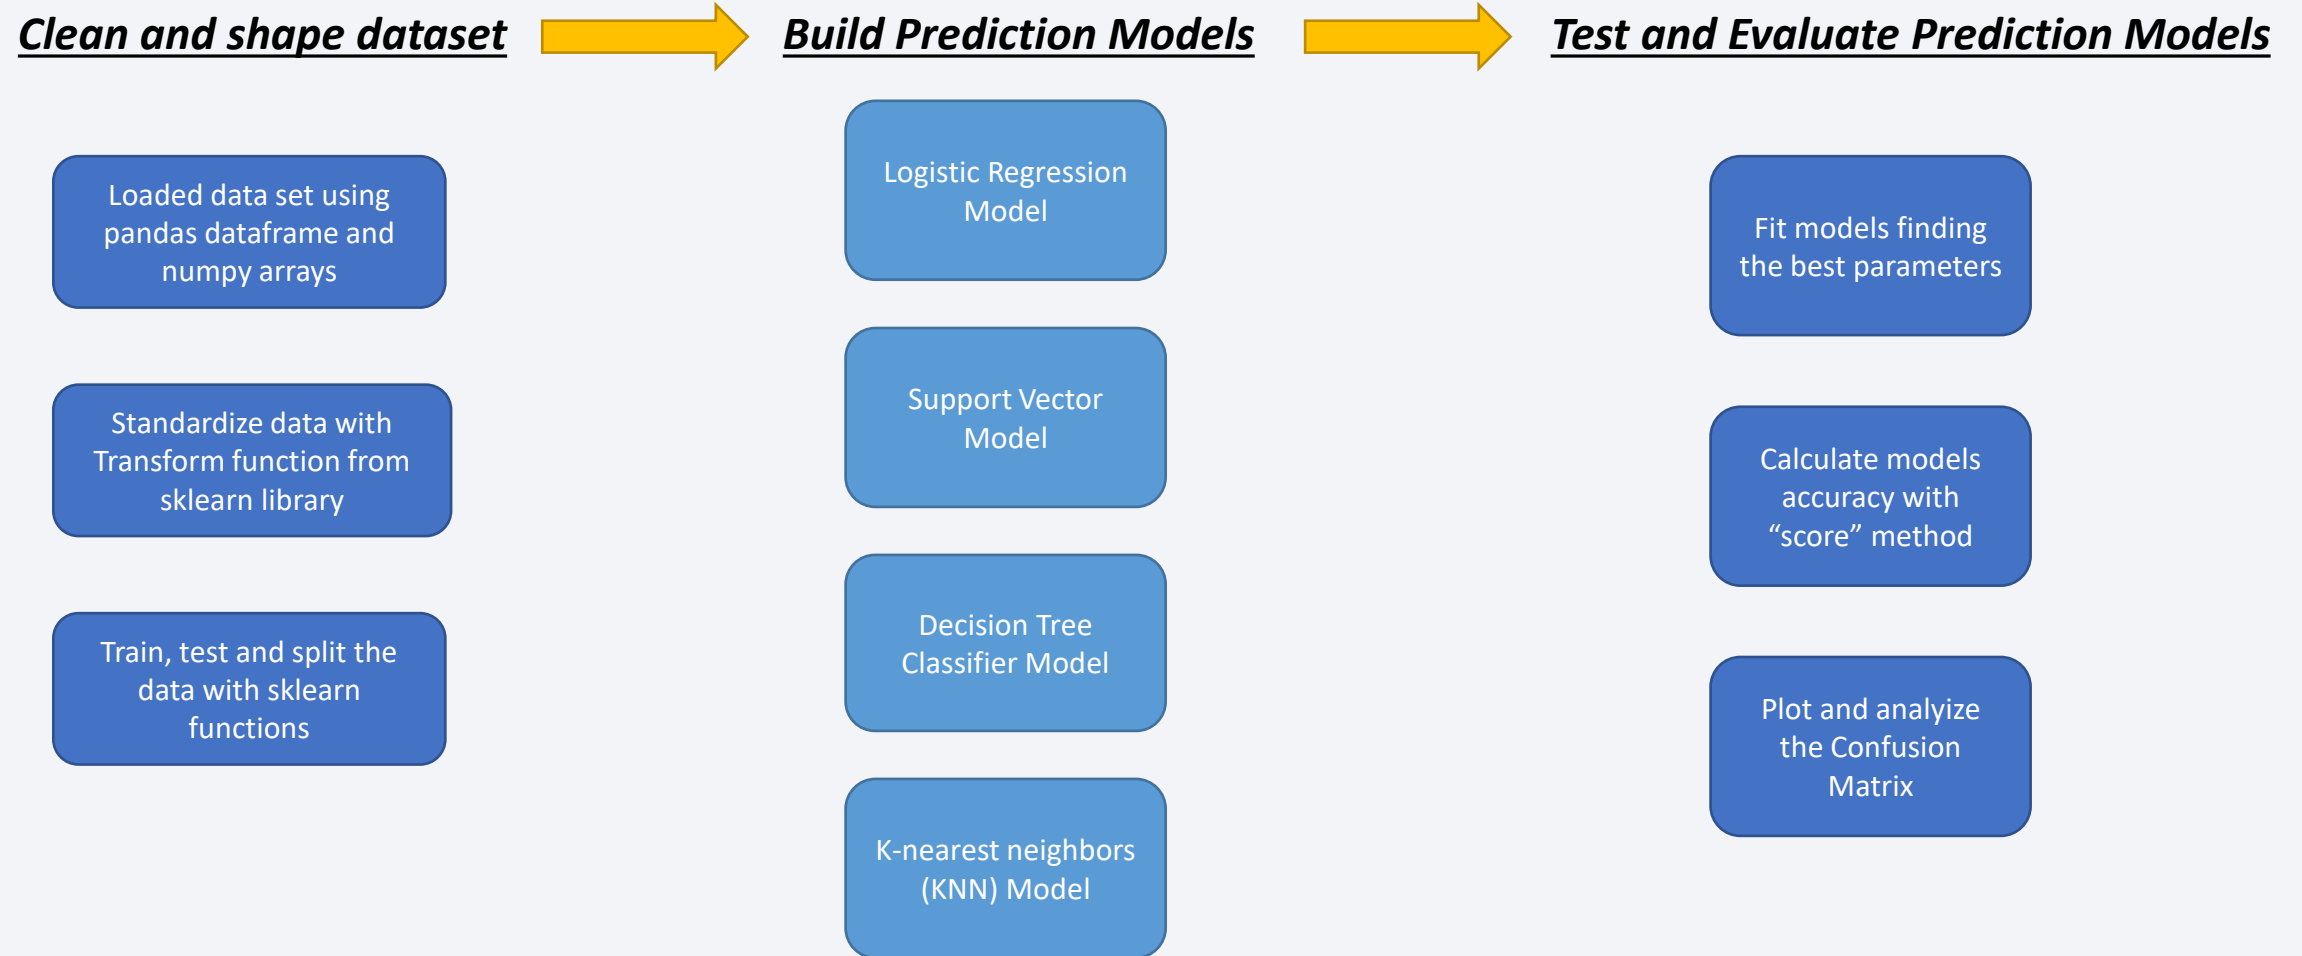 Clean and shape dataset
Build Prediction Models
Test and Evaluate Prediction Models
Loaded data set using
pandas dataframe and
numpy arrays
Standardize data with
Transform function from
sklearn library
Train, test and split the
data with sklearn
functions
Logistic Regression
Model
Support Vector
Model
Decision Tree
Classifier Model
K-nearest neighbors
(KNN) Model
Fit models finding
the best parameters
Calculate models
accuracy with
“score” method
Plot and analyize
the Confusion
Matrix